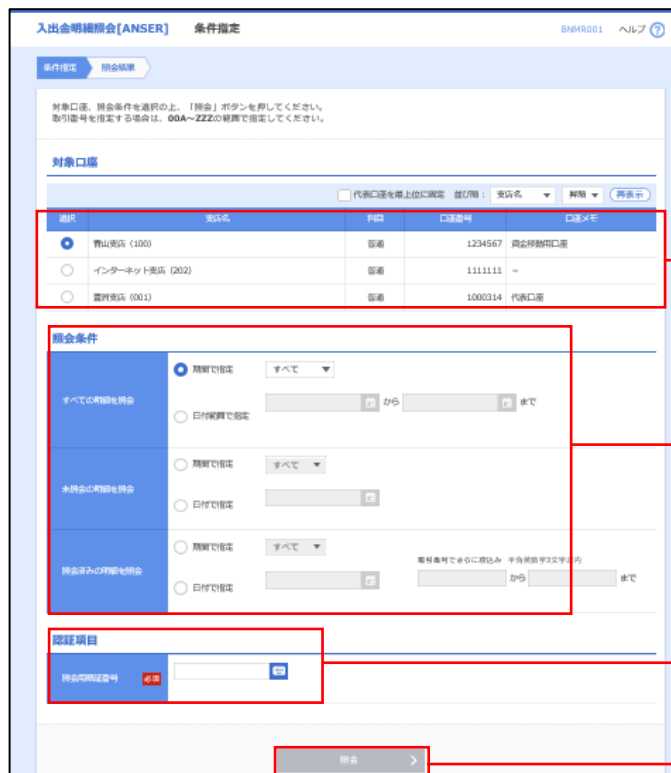 入出金明細照会[ANSER] 条件指定 BNMR001 ヘルプ ?
条件指定 照会結果
対象口座、照会条件を選択の上、「照会」ボタンを押してください。
取引番号を指定する場合は、00A～ZZZの範囲で指定してください。
対象口座
代表口座を最上位に固定 並び順： 支店名 昇順 再表示
選択 支店名 科目 口座番号 口座メモ
青山支店（100） 普通 1234567 資金移動用口座
インターネット支店（202） 普通 1111111 －
豊洲支店（001） 普通 1000314 代表口座
照会条件
すべての明細を照会
期間で指定 すべて
日付範囲で指定 から まで
未照会の明細を照会
期間で指定 すべて
日付で指定
照会済みの明細を照会
期間で指定 すべて
取引番号でさらに絞込み 半角英数字3文字以内
日付で指定 から まで
認証項目
照会用暗証番号 必須
照会